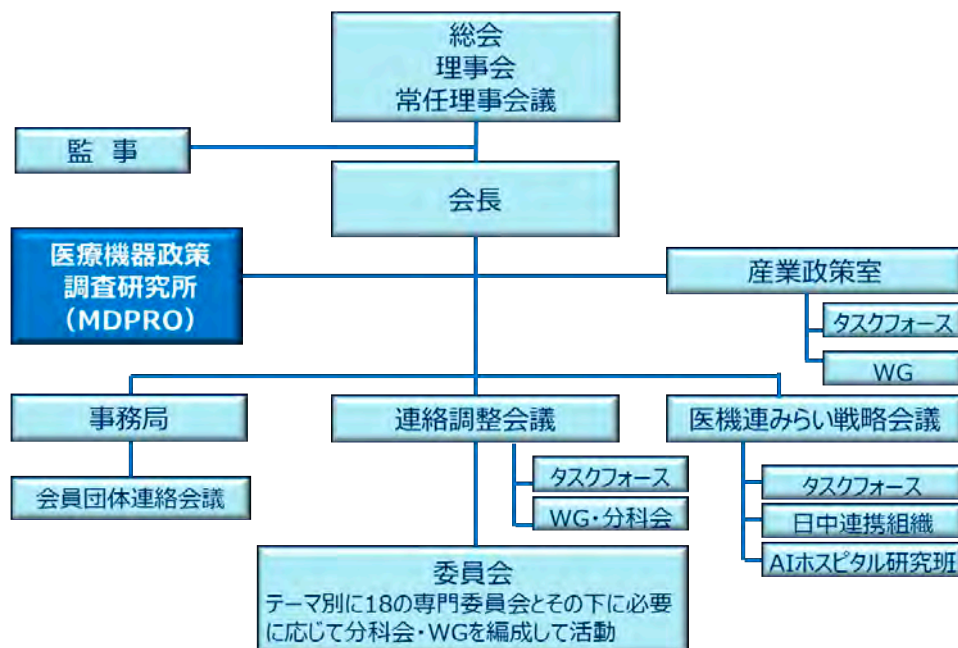 総会
理事会
常任理事会議
監 事
会長
医療機器政策
調査研究所
（MDPRO）
産業政策室
タスクフォース
WG
事務局
連絡調整会議
医機連みらい戦略会議
会員団体連絡会議
タスクフォース
WG・分科会
タスクフォース
日中連携組織
AIホスピタル研究班
委員会
テーマ別に18の専門委員会とその下に必要
に応じて分科会・WGを編成して活動